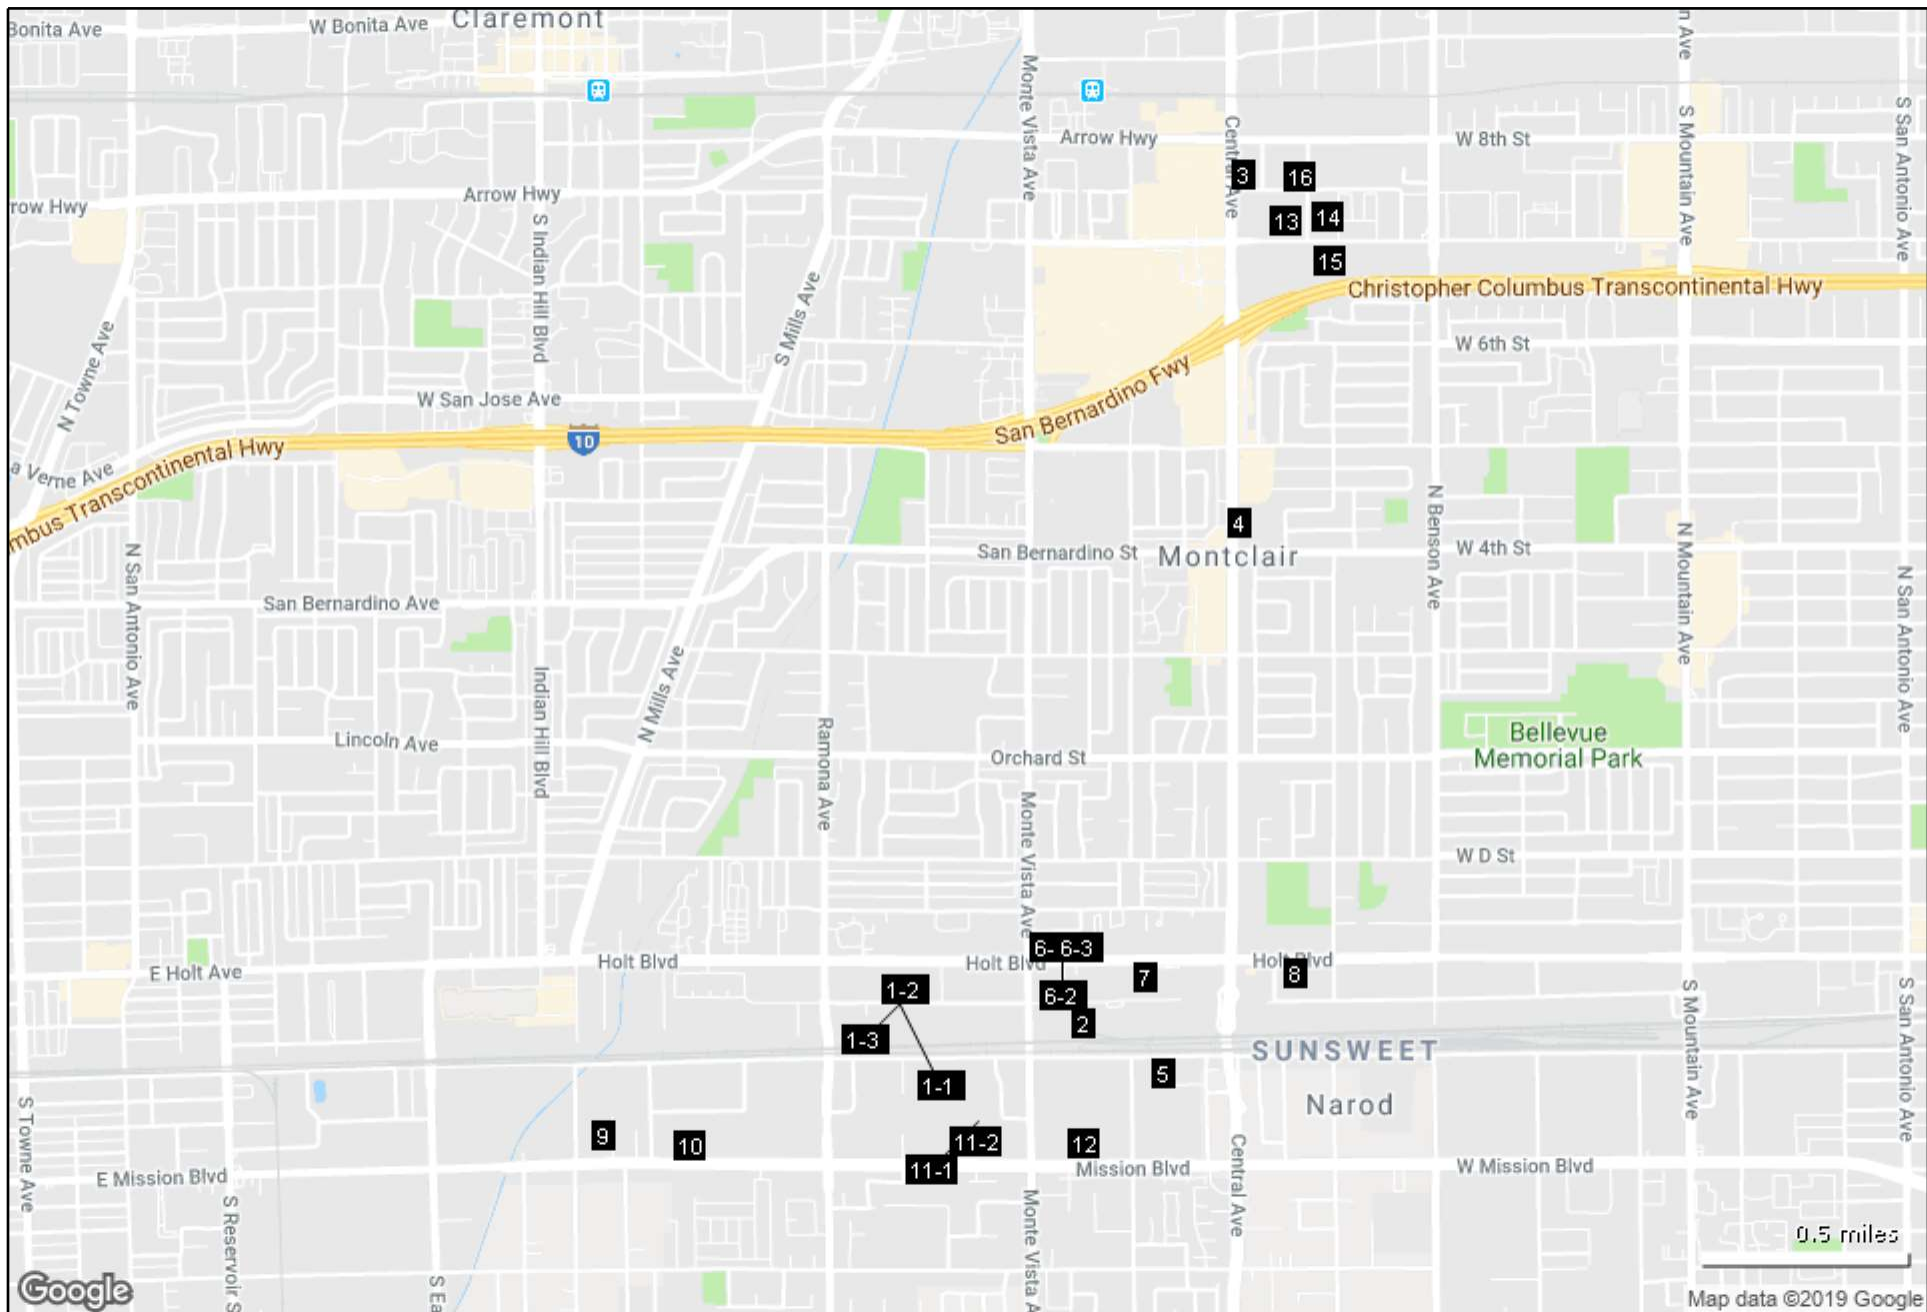 Bonita Ave
W Bonita Ave
Claremont
n Ave
Monte Vista Ave
Central Ave
S Mountain Ave
S San Antonio Ave
Arrow Hwy
W 8th St
3
16
Arrow Hwy
row Hwy
13
14
S Indian Hill Blvd
15
S Mills Ave
Christopher Columbus Transcontinental Hwy
N Towne Ave
W 6th St
San Bernardino Fwy
W San Jose Ave
10
a Verne Ave
mbus Transcontinental Hwy
4
N Benson Ave
N Mountain Ave
San Bernardino St
Montclair
W 4th St
N San Antonio Ave
N San Antonio Ave
San Bernardino Ave
N Mills Ave
Indian Hill Blvd
Ramona Ave
Lincoln Ave
Orchard St
Bellevue
Memorial Park
Monte Vista Ave
W D St
6- 6-3
E Holt Ave
Holt Blvd
Holt Blvd
7
Holt Blvd
8
1-2
6-2
2
S Mountain Ave
S San Antonio Ave
1-3
SUNSWEET
5
1-1
Narod
S Towne Ave
9
10
11-2
12
11-1
E Mission Blvd
Mission Blvd
Central Ave
W Mission Blvd
S Reservoir S
Monte Vista A
0.5 miles
S Ea
Google
Map data ©2019 Google